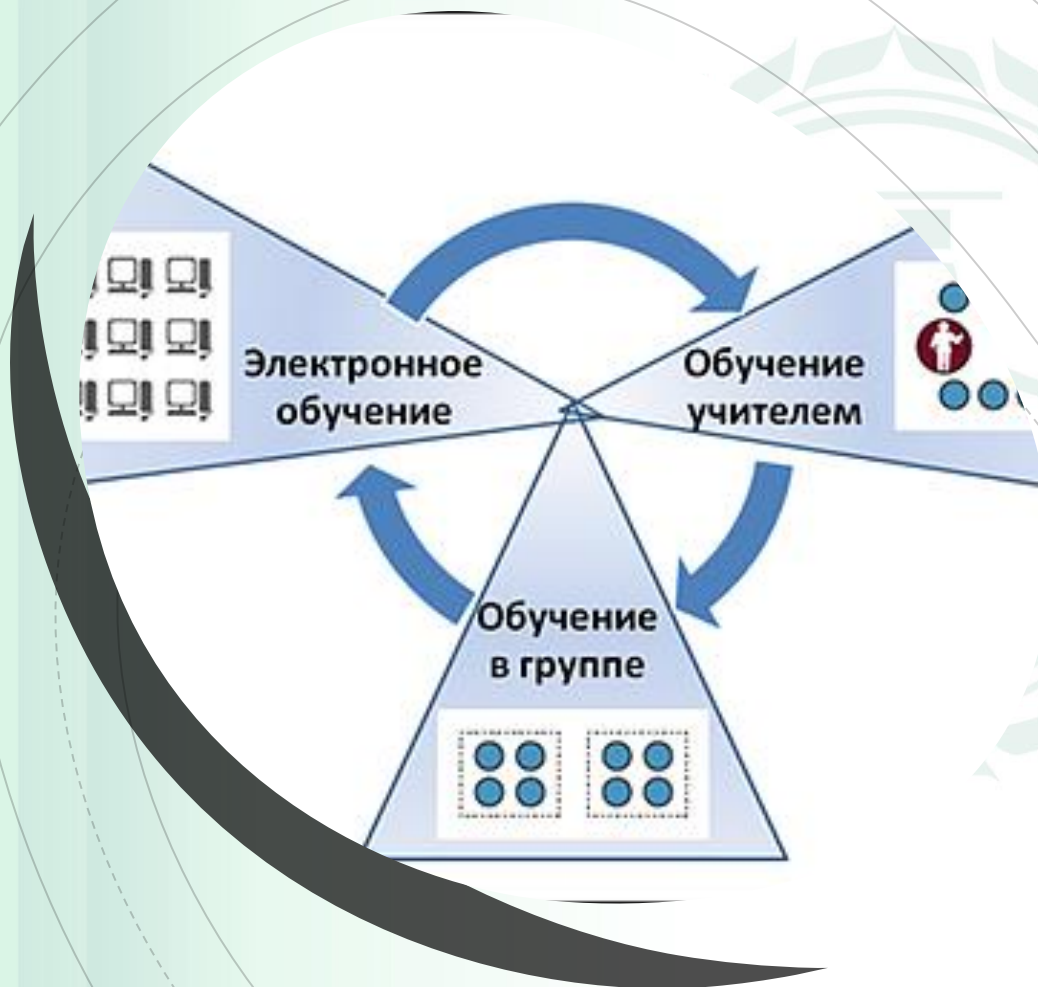 Электронное
обучение
Обучение
учителем
Обучение
в группе